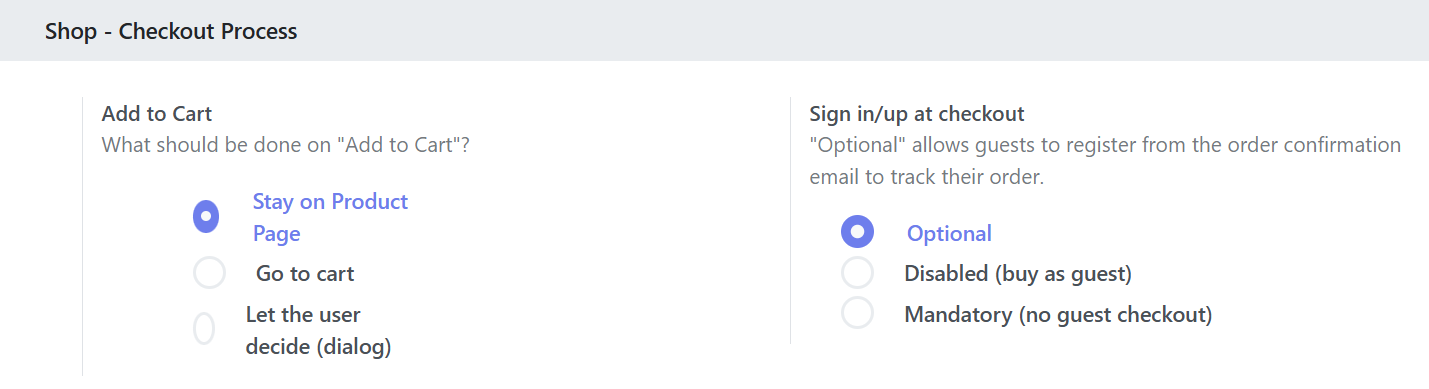 Shop - Checkout Process
Add to Cart
What should be done on "Add to Cart"?
Stay on Product
Page
Go to cart
Let the user
decide (dialog)
Sign in/up at checkout
"Optional" allows guests to register from the order confirmation
email to track their order.
Optional
Disabled (buy as guest)
Mandatory (no guest checkout)